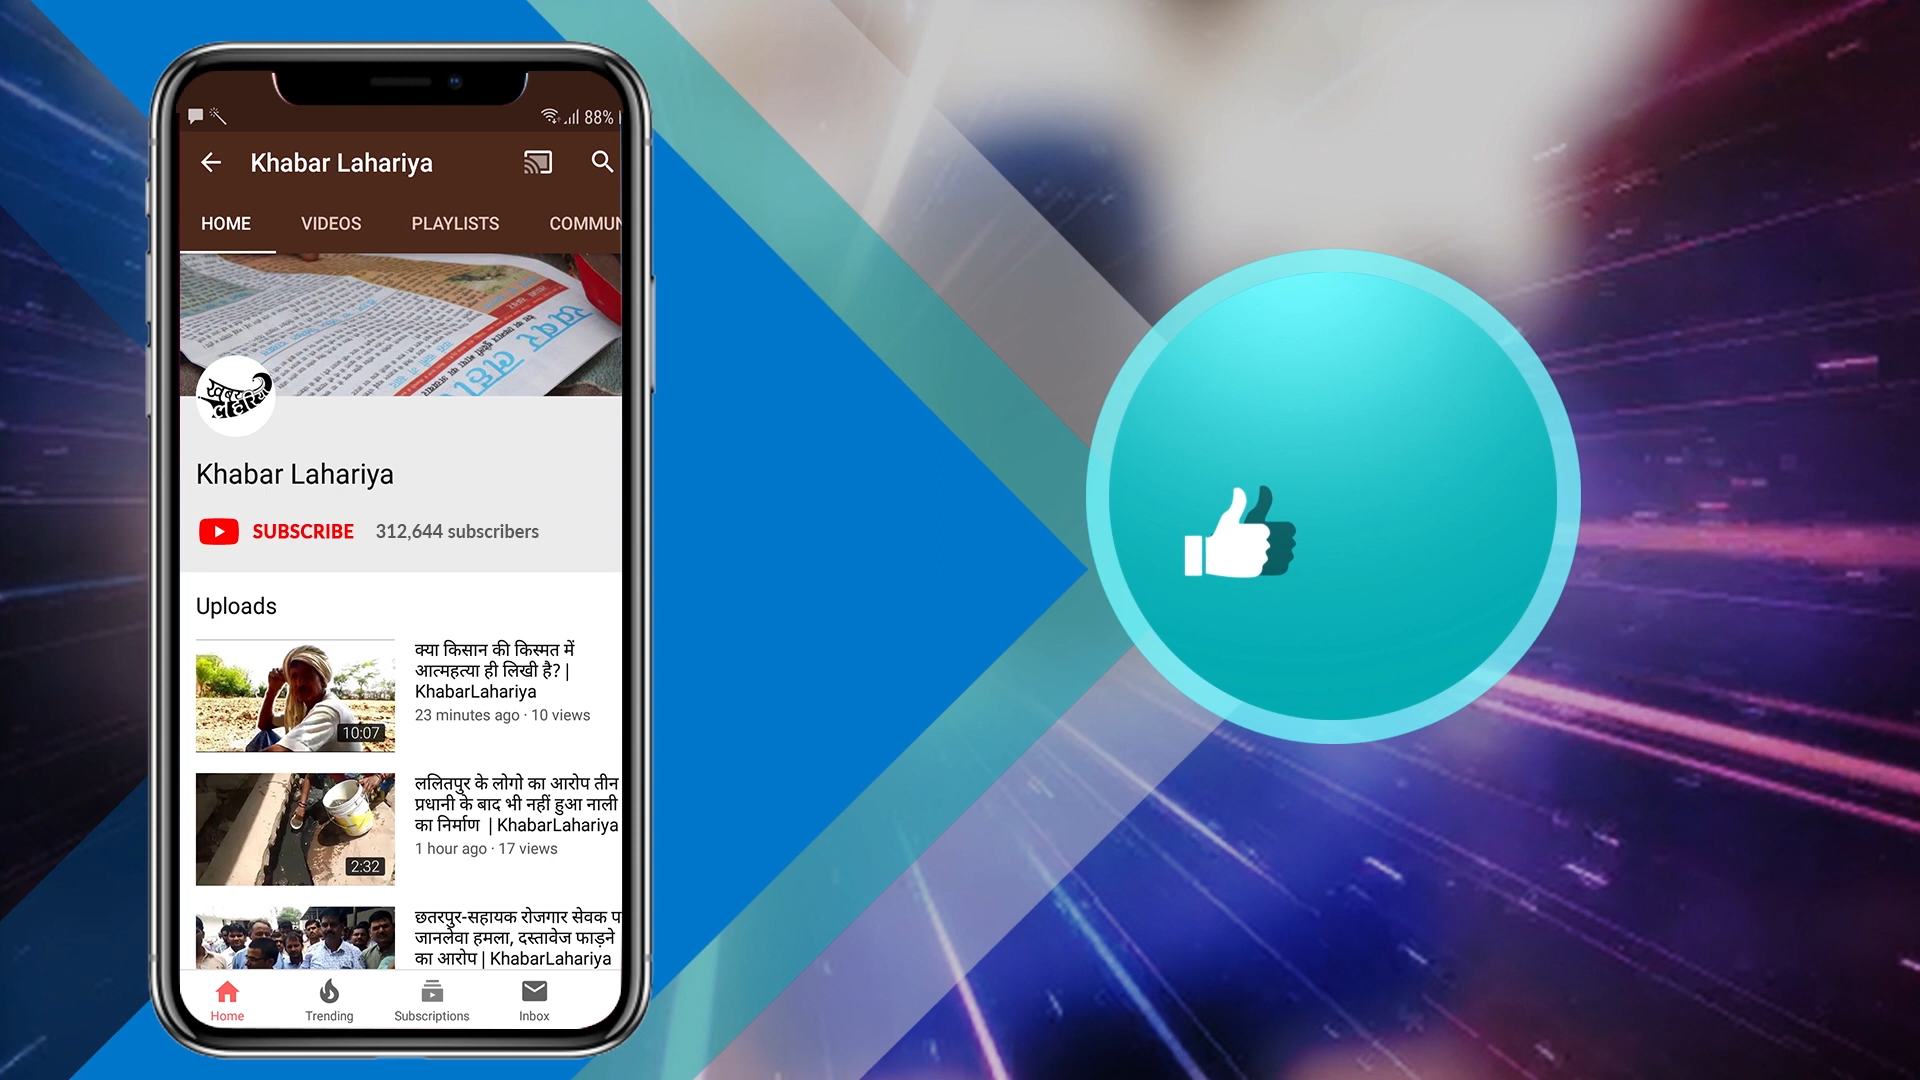 88%
Khabar Lahariya
HOME VIDEOS PLAYLISTS COMMUN
खबर
लहरिया
Khabar Lahariya
SUBSCRIBE 312,644 subscribers
Uploads
क्या किसान की किस्मत में
आत्महत्या ही लिखी है? |
KhabarLahariya
23 minutes ago · 10 views
10:07
ललितपुर के लोगो का आरोप तीन
प्रधानी के बाद भी नहीं हुआ नाली
का निर्माण | KhabarLahariya
1 hour ago · 17 views
2:32
छतरपुर-सहायक रोजगार सेवक प
जानलेवा हमला, दस्तावेज फाड़ने
का आरोप | KhabarLahariya
Home Trending Subscriptions Inbox